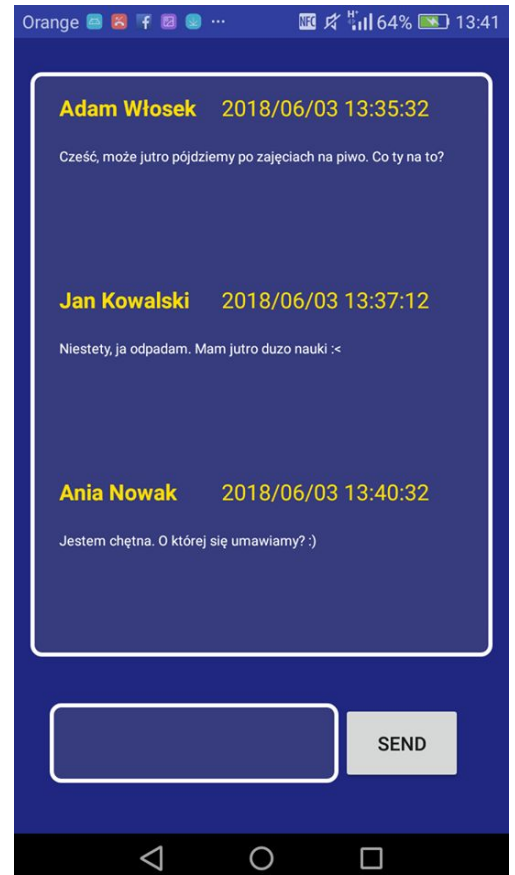 Orange ... NFC H+ 64% 13:41
Adam Włosek 2018/06/03 13:35:32
Cześć, może jutro pójdziemy po zajęciach na piwo. Co ty na to?
Jan Kowalski 2018/06/03 13:37:12
Niestety, ja odpadam. Mam jutro duzo nauki :<
Ania Nowak 2018/06/03 13:40:32
Jestem chętna. O której się umawiamy? :)
SEND